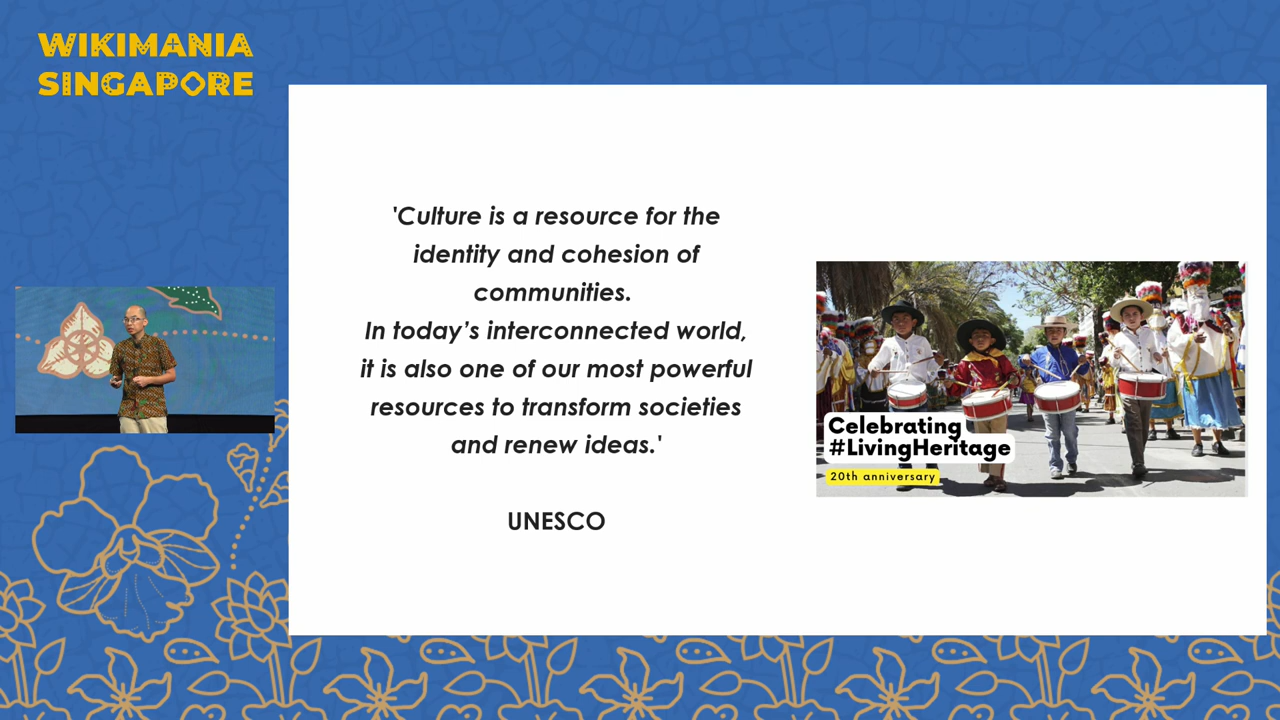 WIKIMANIA
SINGAPORE
'Culture is a resource for the
identity and cohesion of
communities.
In today’s interconnected world,
it is also one of our most powerful
resources to transform societies
and renew ideas.'
UNESCO
Celebrating
#LivingHeritage
20th anniversary